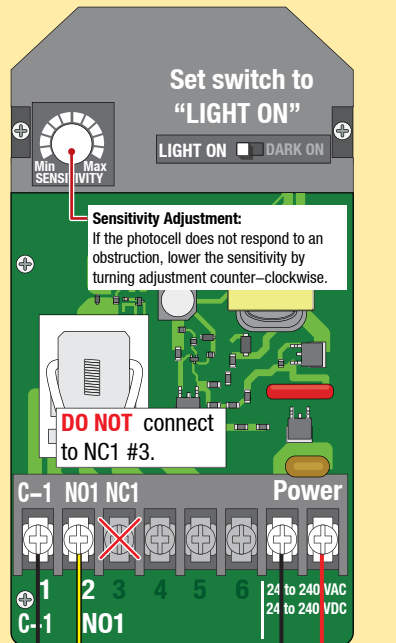 Set switch to
“LIGHT ON”
LIGHT ON DARK ON
Min Max
SENSITIVITY
Sensitivity Adjustment:
If the photocell does not respond to an
obstruction, lower the sensitivity by
turning adjustment counter–clockwise.
DO NOT connect
to NC1 #3.
C–1 NO1 NC1 Power
1 2 3 4 5 6 24 to 240 VAC
24 to 240 VDC
C–1 NO1